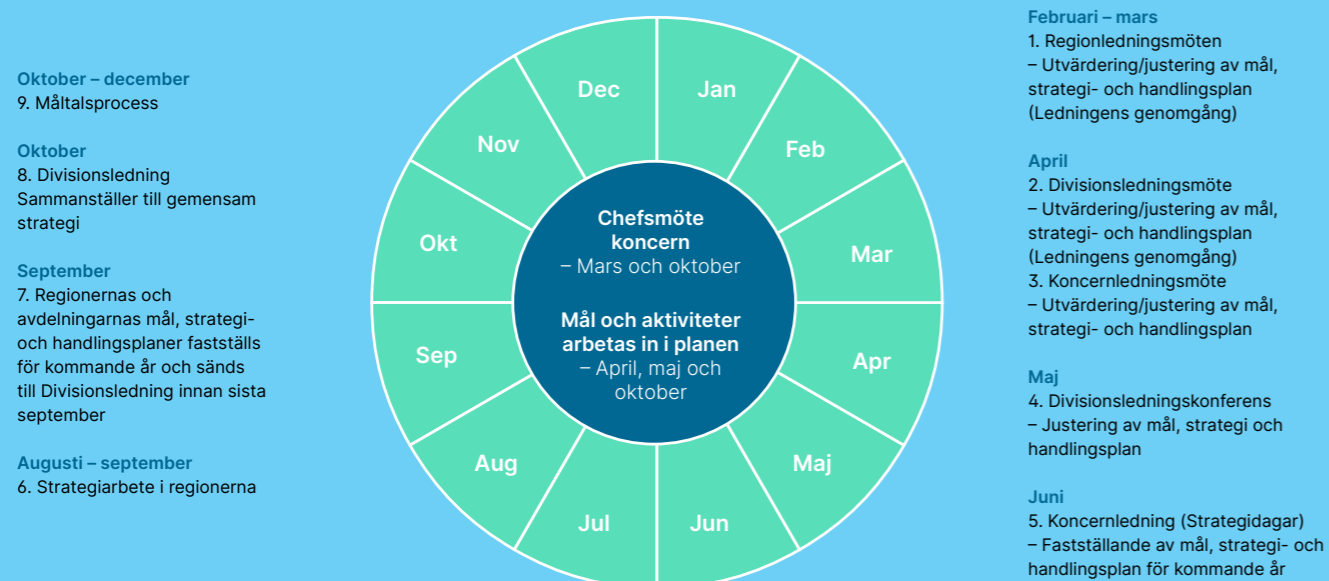 Februari – mars
1. Regionledningsmöten
– Utvärdering/justering av mål,
strategi- och handlingsplan
(Ledningens genomgång)
April
2. Divisionsledningsmöte
– Utvärdering/justering av mål,
strategi- och handlingsplan
(Ledningens genomgång)
3. Koncernledningsmöte
– Utvärdering/justering av mål,
strategi- och handlingsplan
Maj
4. Divisionsledningskonferens
– Justering av mål, strategi och
handlingsplan
Juni
5. Koncernledning (Strategidagar)
– Fastställande av mål, strategi- och
handlingsplan för kommande år
Oktober – december
9. Måltalsprocess
Oktober
8. Divisionsledning
Sammanställer till gemensam
strategi
September
7. Regionernas och
avdelningarnas mål, strategi-
och handlingsplaner fastställs
för kommande år och sänds
till Divisionsledning innan sista
september
Augusti – september
6. Strategiarbete i regionerna
Jan
Feb
Mar
Apr
Maj
Jun
Jul
Aug
Sep
Okt
Nov
Dec
Chefsmöte
koncern
– Mars och oktober
Mål och aktiviteter
arbetas in i planen
– April, maj och
oktober